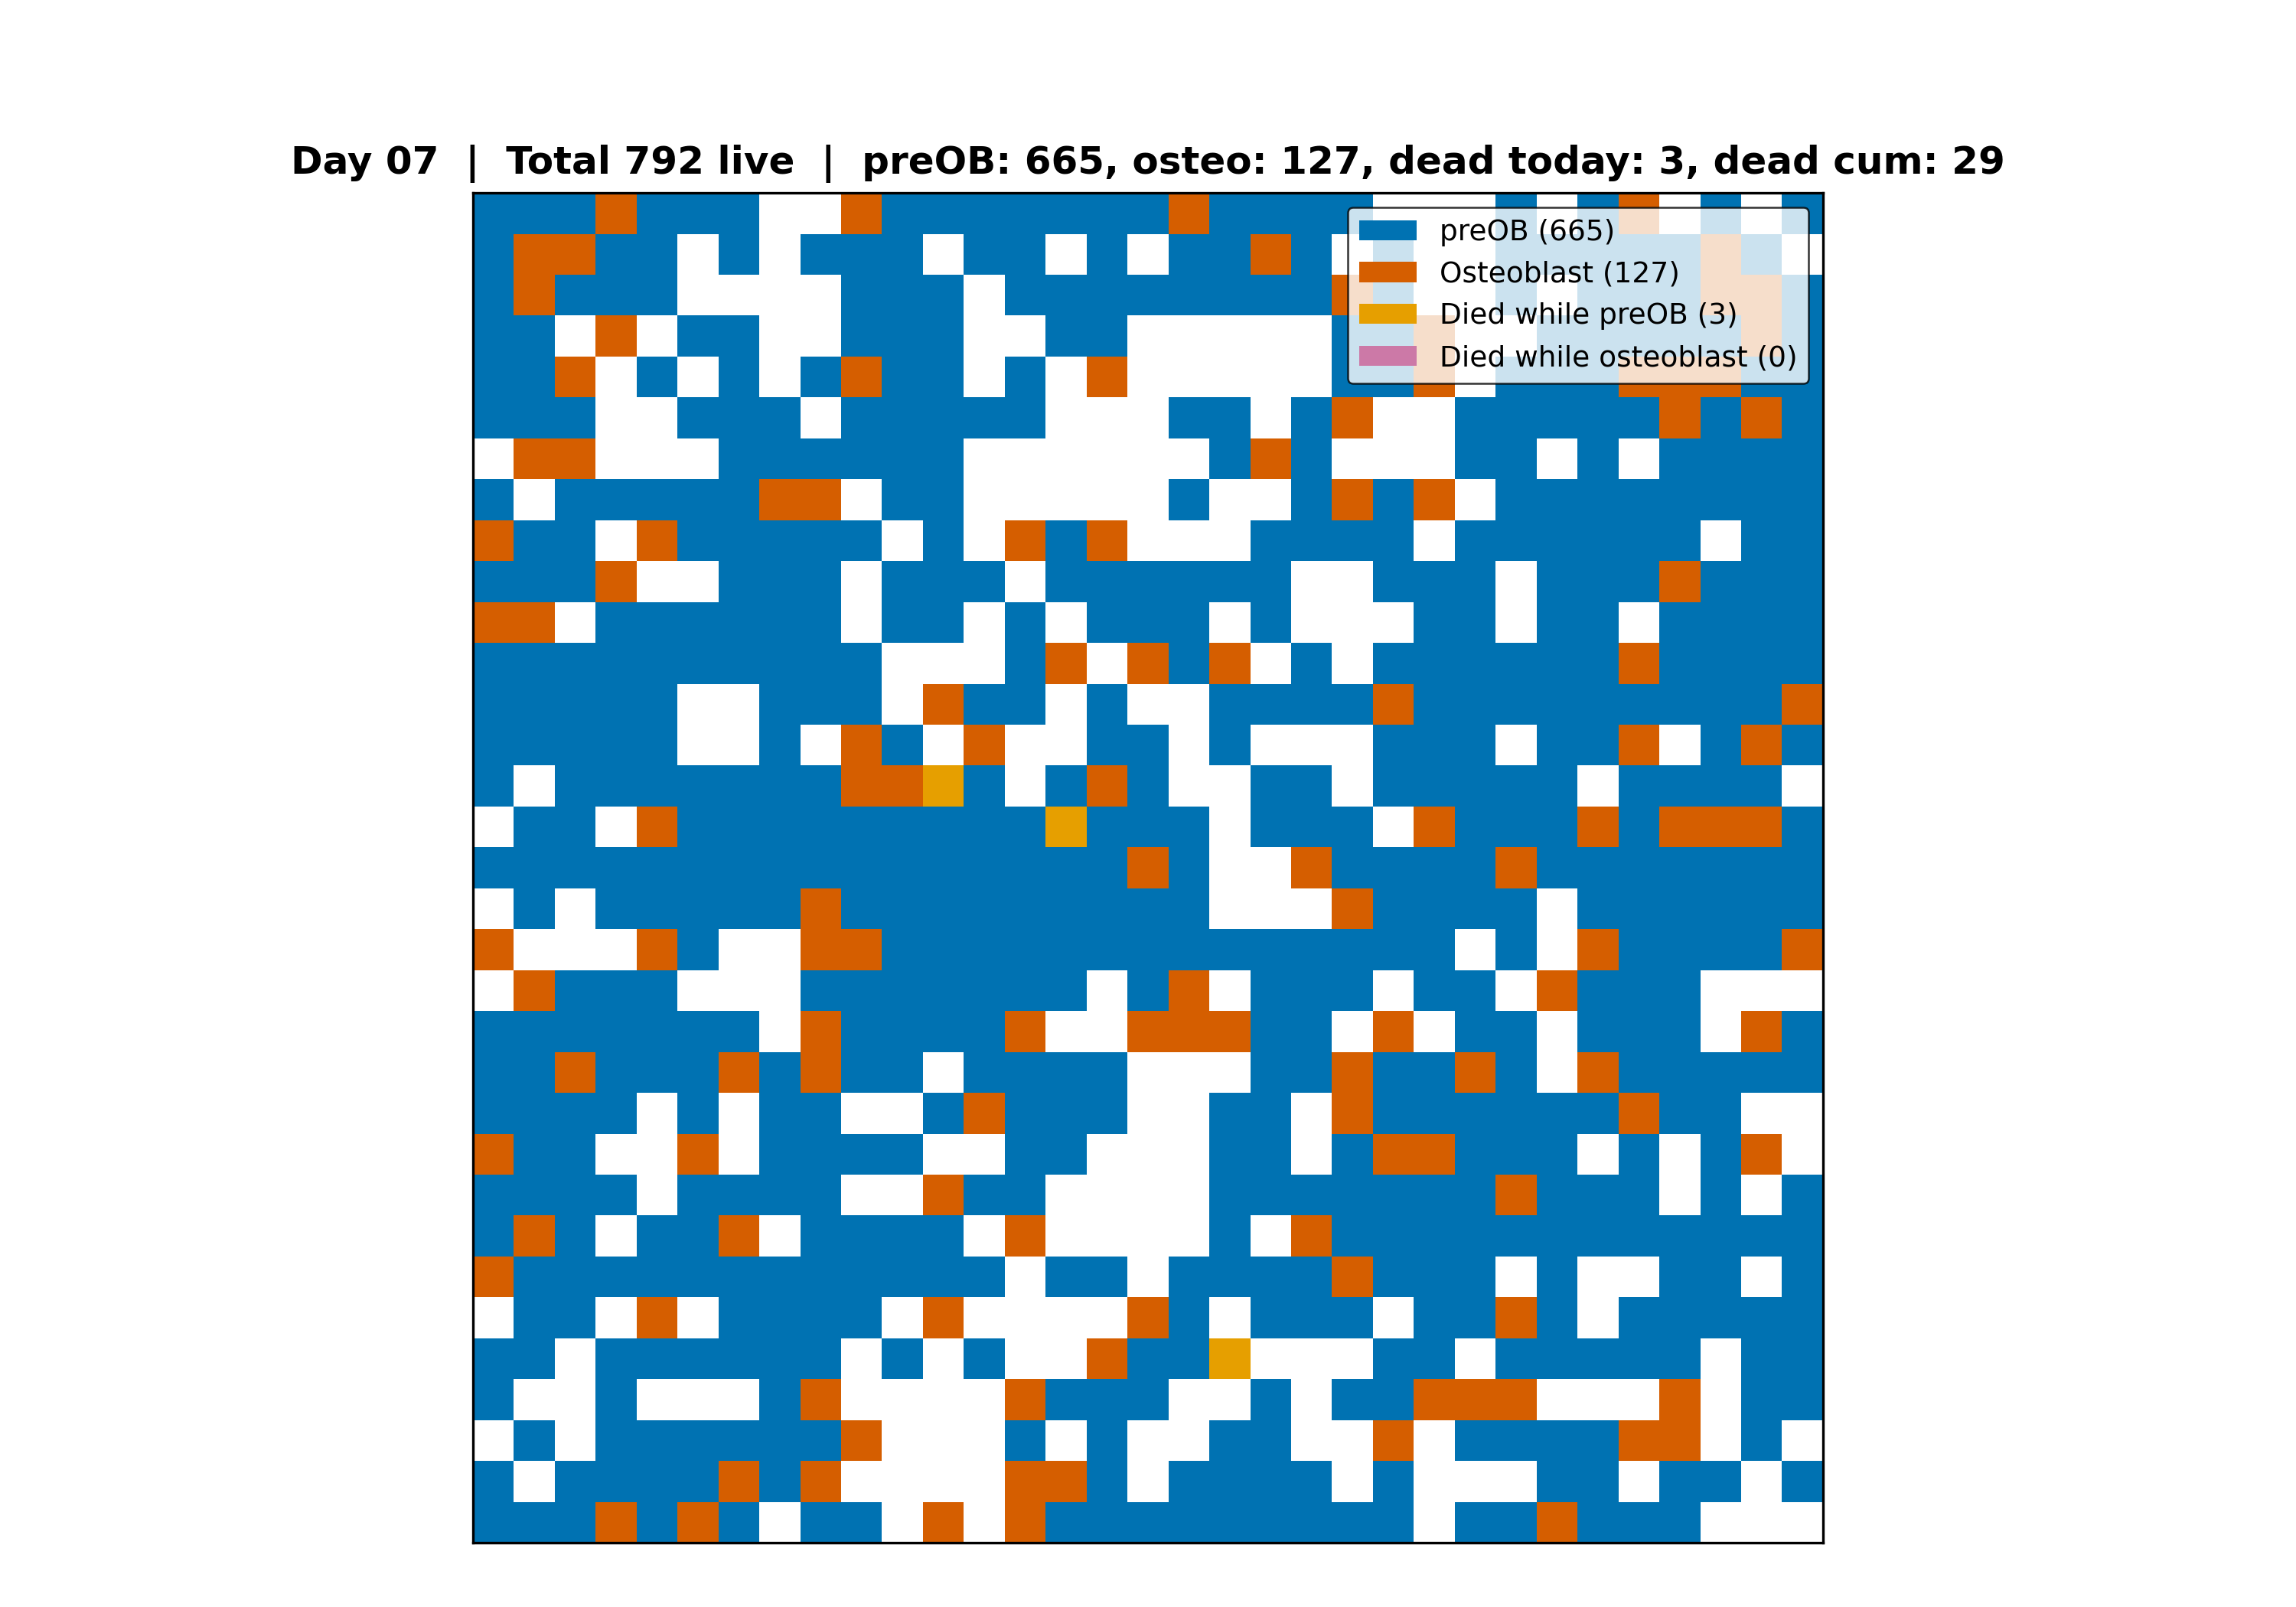 Day 07 | Total 792 live | preOB: 665, osteo: 127, dead today: 3, dead cum: 29
preOB (665)
Osteoblast (127)
Died while preOB (3)
Died while osteoblast (0)